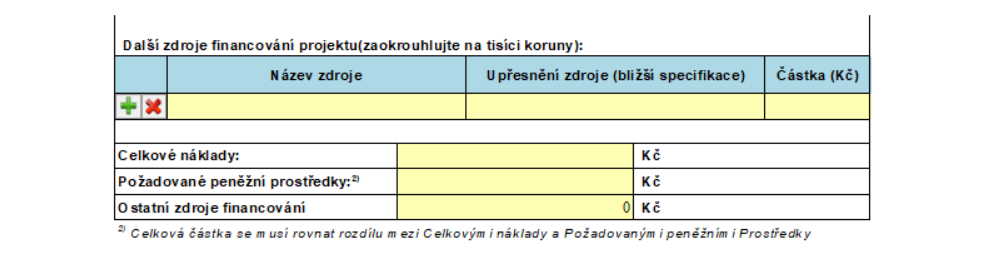 Další zdroje financování projektu(zaokrouhlujte na tisíci koruny):
Název zdroje Upřesnění zdroje (bližší specifikace) Částka (Kč)
Celkové náklady: Kč
Požadované peněžní prostředky:2) Kč
Ostatní zdroje financování 0 Kč
2) Celková částka se musí rovnat rozdílu mezi Celkovými náklady a Požadovanými peněžními Prostředky